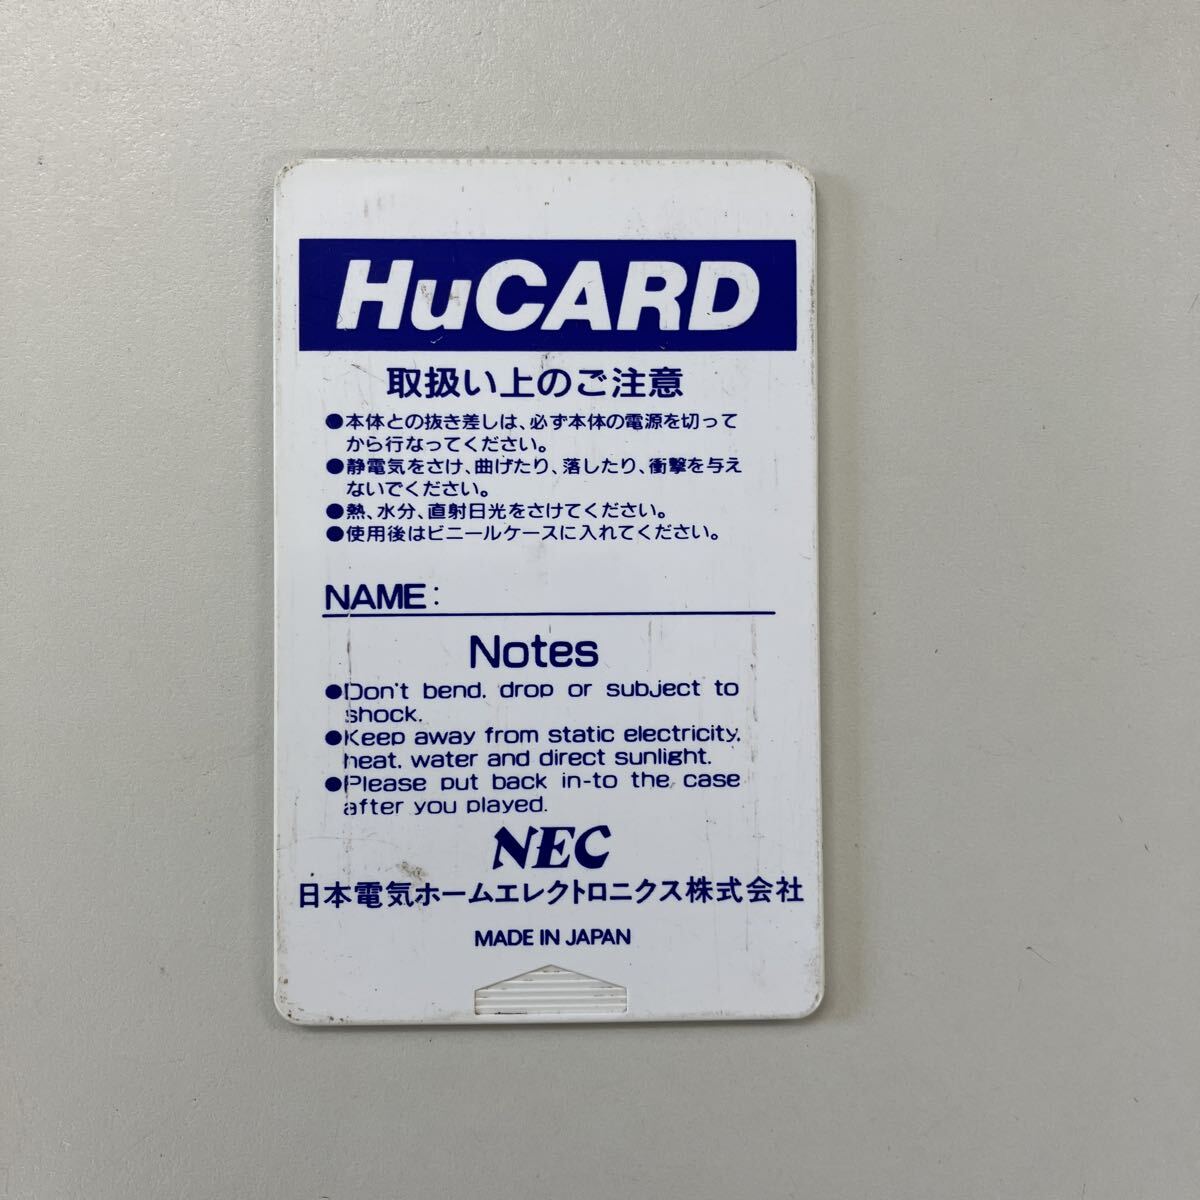 HuCARD
取扱い上のご注意
●本体との抜き差しは、必ず本体の電源を切って
から行なってください。
●静電気をさけ、曲げたり、落したり、衝撃を与え
ないでください。
●熱、水分、直射日光をさけてください。
●使用後はビニールケースに入れてください。
NAME:
Notes
●Don't bend, drop or subject to
shock.
●Keep away from static electricity,
heat, water and direct sunlight.
●Please put back in-to the case
after you played.
NEC
日本電気ホームエレクトロニクス株式会社
MADE IN JAPAN